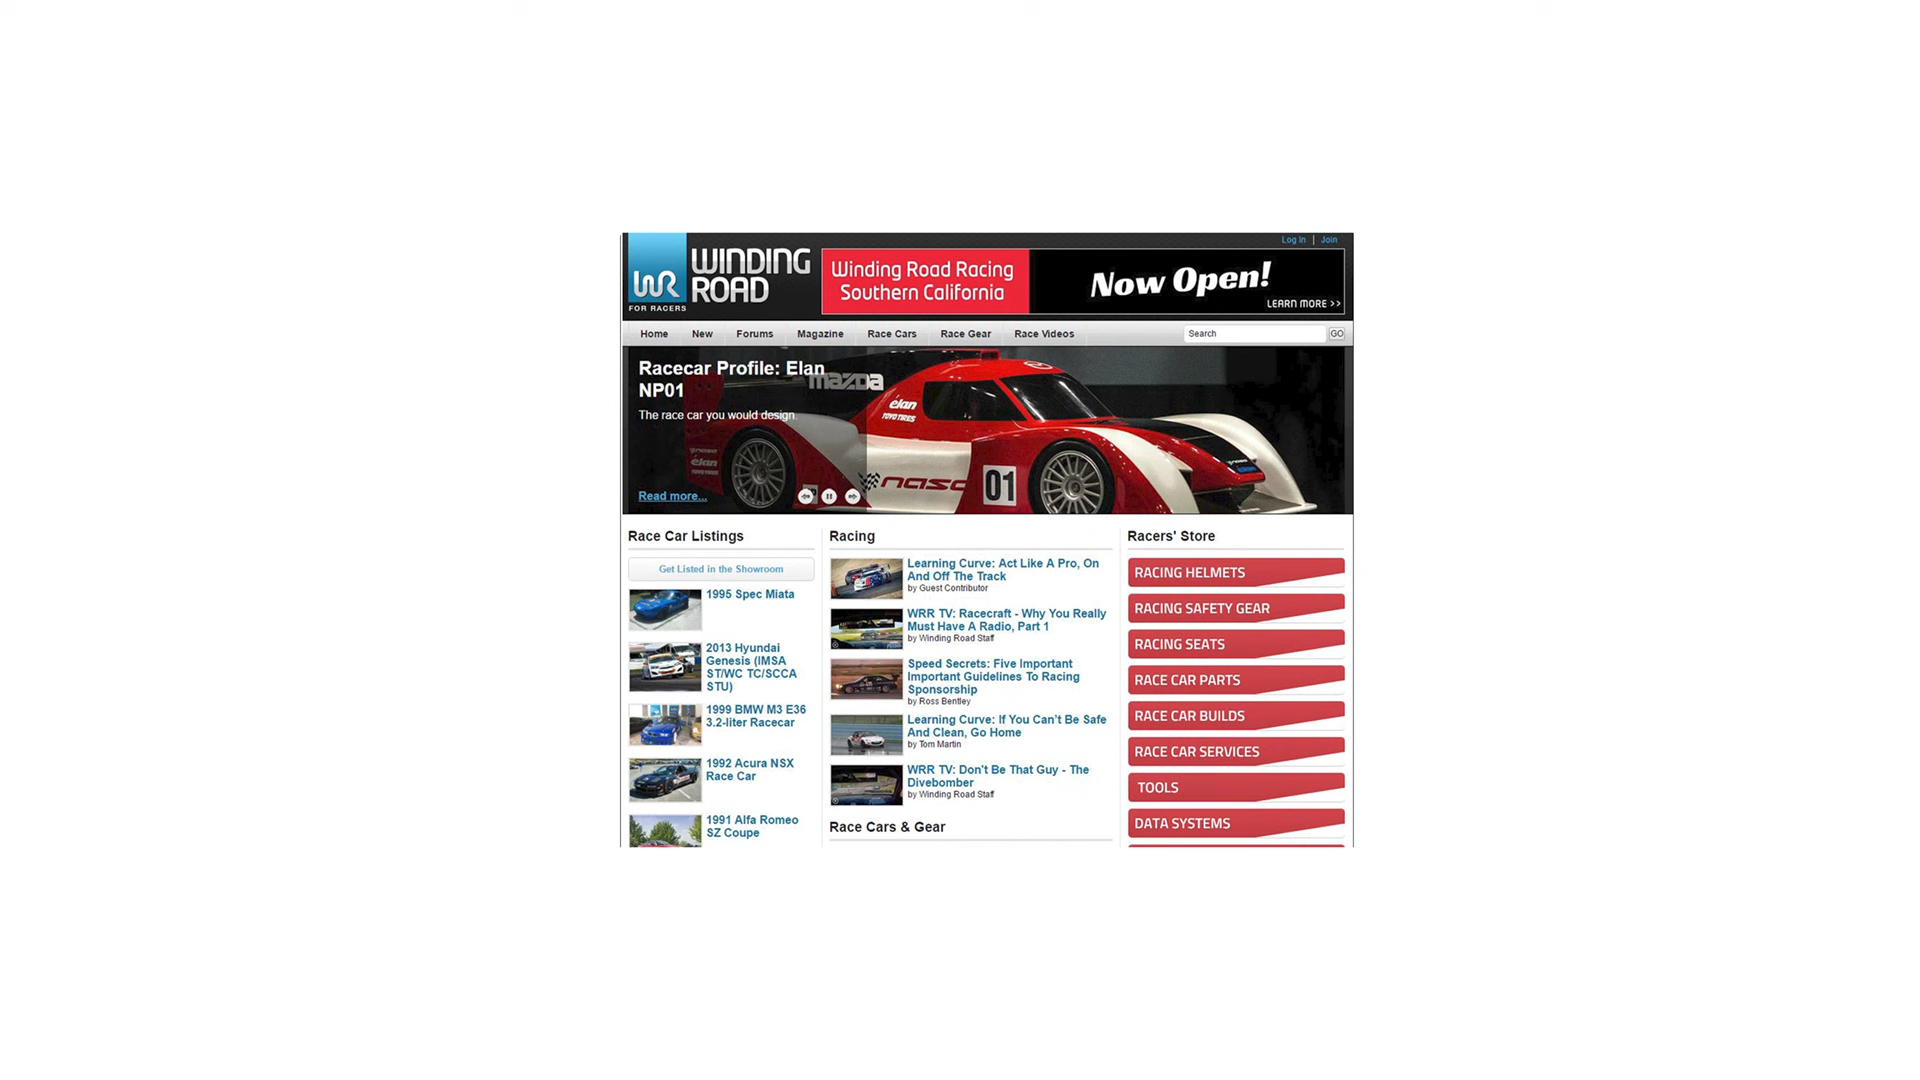 Log In | Join
WR
FOR RACERS
WINDING
ROAD
Winding Road Racing
Southern California
Now Open!
LEARN MORE >>
Home New Forums Magazine Race Cars Race Gear Race Videos
Search GO
Racecar Profile: Elan
NP01
The race car you would design.
Read more...
mazda
élan
TOYO TIRES
élan
nasa
01
Race Car Listings
Get Listed in the Showroom
1995 Spec Miata
2013 Hyundai
Genesis (IMSA
ST/WC TC/SCCA
STU)
1999 BMW M3 E36
3.2-liter Racecar
1992 Acura NSX
Race Car
1991 Alfa Romeo
SZ Coupe
Racing
Learning Curve: Act Like A Pro, On
And Off The Track
by Guest Contributor
WRR TV: Racecraft - Why You Really
Must Have A Radio, Part 1
by Winding Road Staff
Speed Secrets: Five Important
Important Guidelines To Racing
Sponsorship
by Ross Bentley
Learning Curve: If You Can't Be Safe
And Clean, Go Home
by Tom Martin
WRR TV: Don't Be That Guy - The
Divebomber
by Winding Road Staff
Race Cars & Gear
Racers' Store
RACING HELMETS
RACING SAFETY GEAR
RACING SEATS
RACE CAR PARTS
RACE CAR BUILDS
RACE CAR SERVICES
TOOLS
DATA SYSTEMS